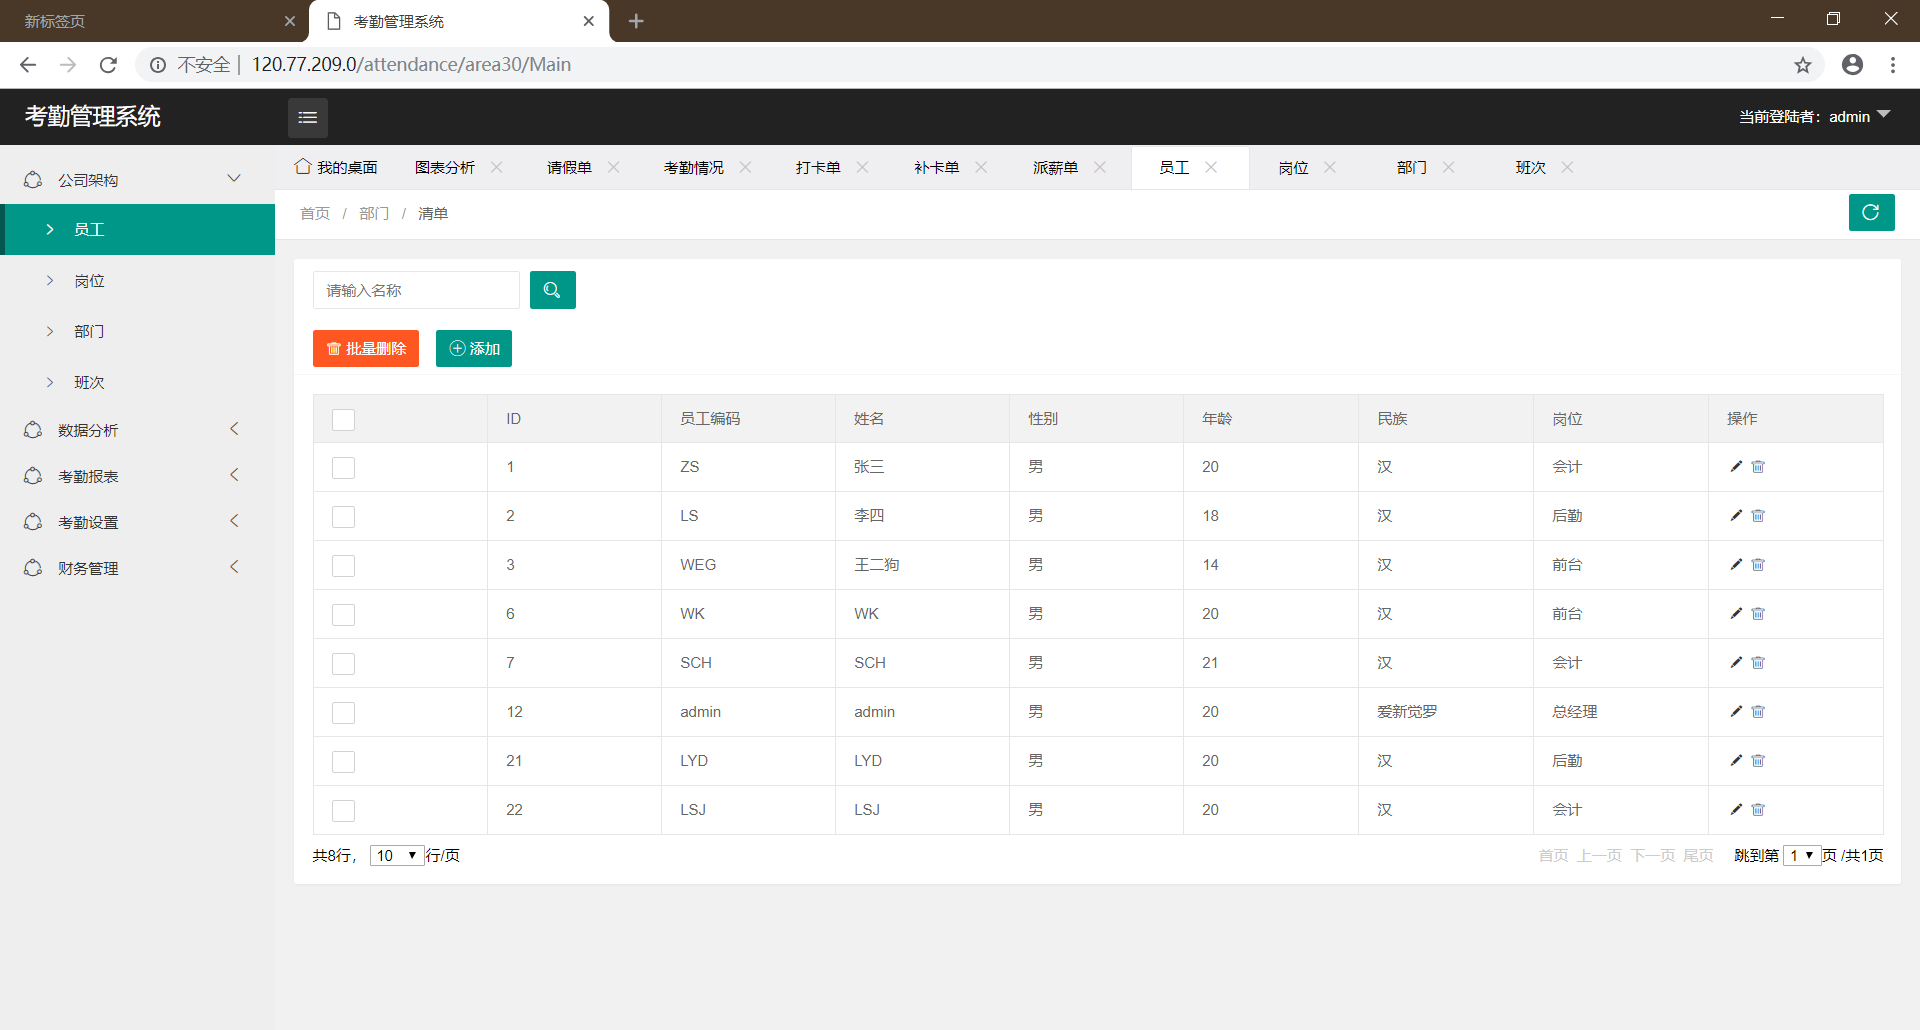 新标签页
考勤管理系统
不安全 | 120.77.209.0/attendance/area30/Main
考勤管理系统
当前登陆者：admin
公司架构
员工
岗位
部门
班次
数据分析
考勤报表
考勤设置
财务管理
我的桌面 图表分析 请假单 考勤情况 打卡单 补卡单 派薪单 员工 岗位 部门 班次
首页 / 部门 / 清单
请输入名称
批量删除 添加
ID 员工编码 姓名 性别 年龄 民族 岗位 操作
1 ZS 张三 男 20 汉 会计
2 LS 李四 男 18 汉 后勤
3 WEG 王二狗 男 14 汉 前台
6 WK WK 男 20 汉 前台
7 SCH SCH 男 21 汉 会计
12 admin admin 男 20 爱新觉罗 总经理
21 LYD LYD 男 20 汉 后勤
22 LSJ LSJ 男 20 汉 会计
共8行， 10 行/页 首页 上一页 下一页 尾页 跳到第 1 页 /共1页